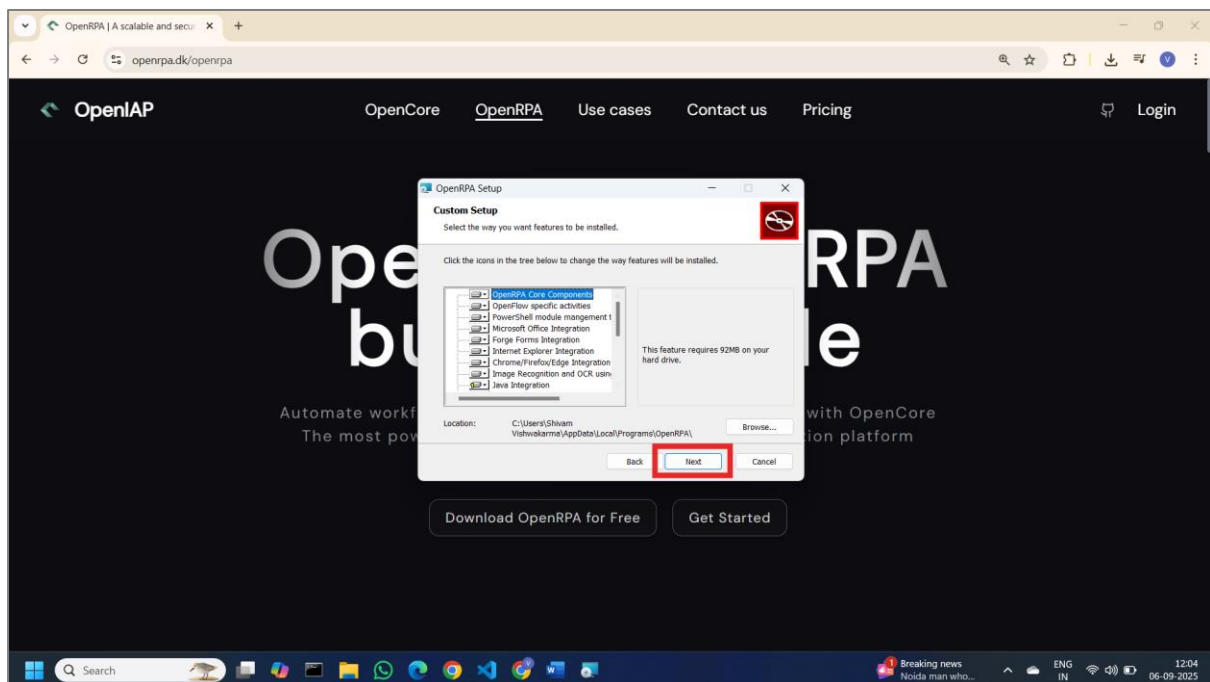 OpenRPA | A scalable and secu
openrpa.dk/openrpa
V
OpenIAP
OpenCore
OpenRPA
Use cases
Contact us
Pricing
Login
OpenRPA Setup
Custom Setup
Select the way you want features to be installed.
Click the icons in the tree below to change the way features will be installed.
OpenRPA Core Components
OpenFlow specific activities
PowerShell module mangement t
Microsoft Office Integration
Forge Forms Integration
Internet Explorer Integration
Chrome/Firefox/Edge Integration
Image Recognition and OCR using
Java Integration
This feature requires 92MB on your
hard drive.
Location:
C:\Users\Shivam
Vishwakarma\AppData\Local\Programs\OpenRPA\
Browse...
Back
Next
Cancel
Ope RPA
bu le
Automate workf with OpenCore
The most pow ion platform
Download OpenRPA for Free
Get Started
Search
Breaking news
Noida man who...
ENG
IN
12:04
06-09-2025